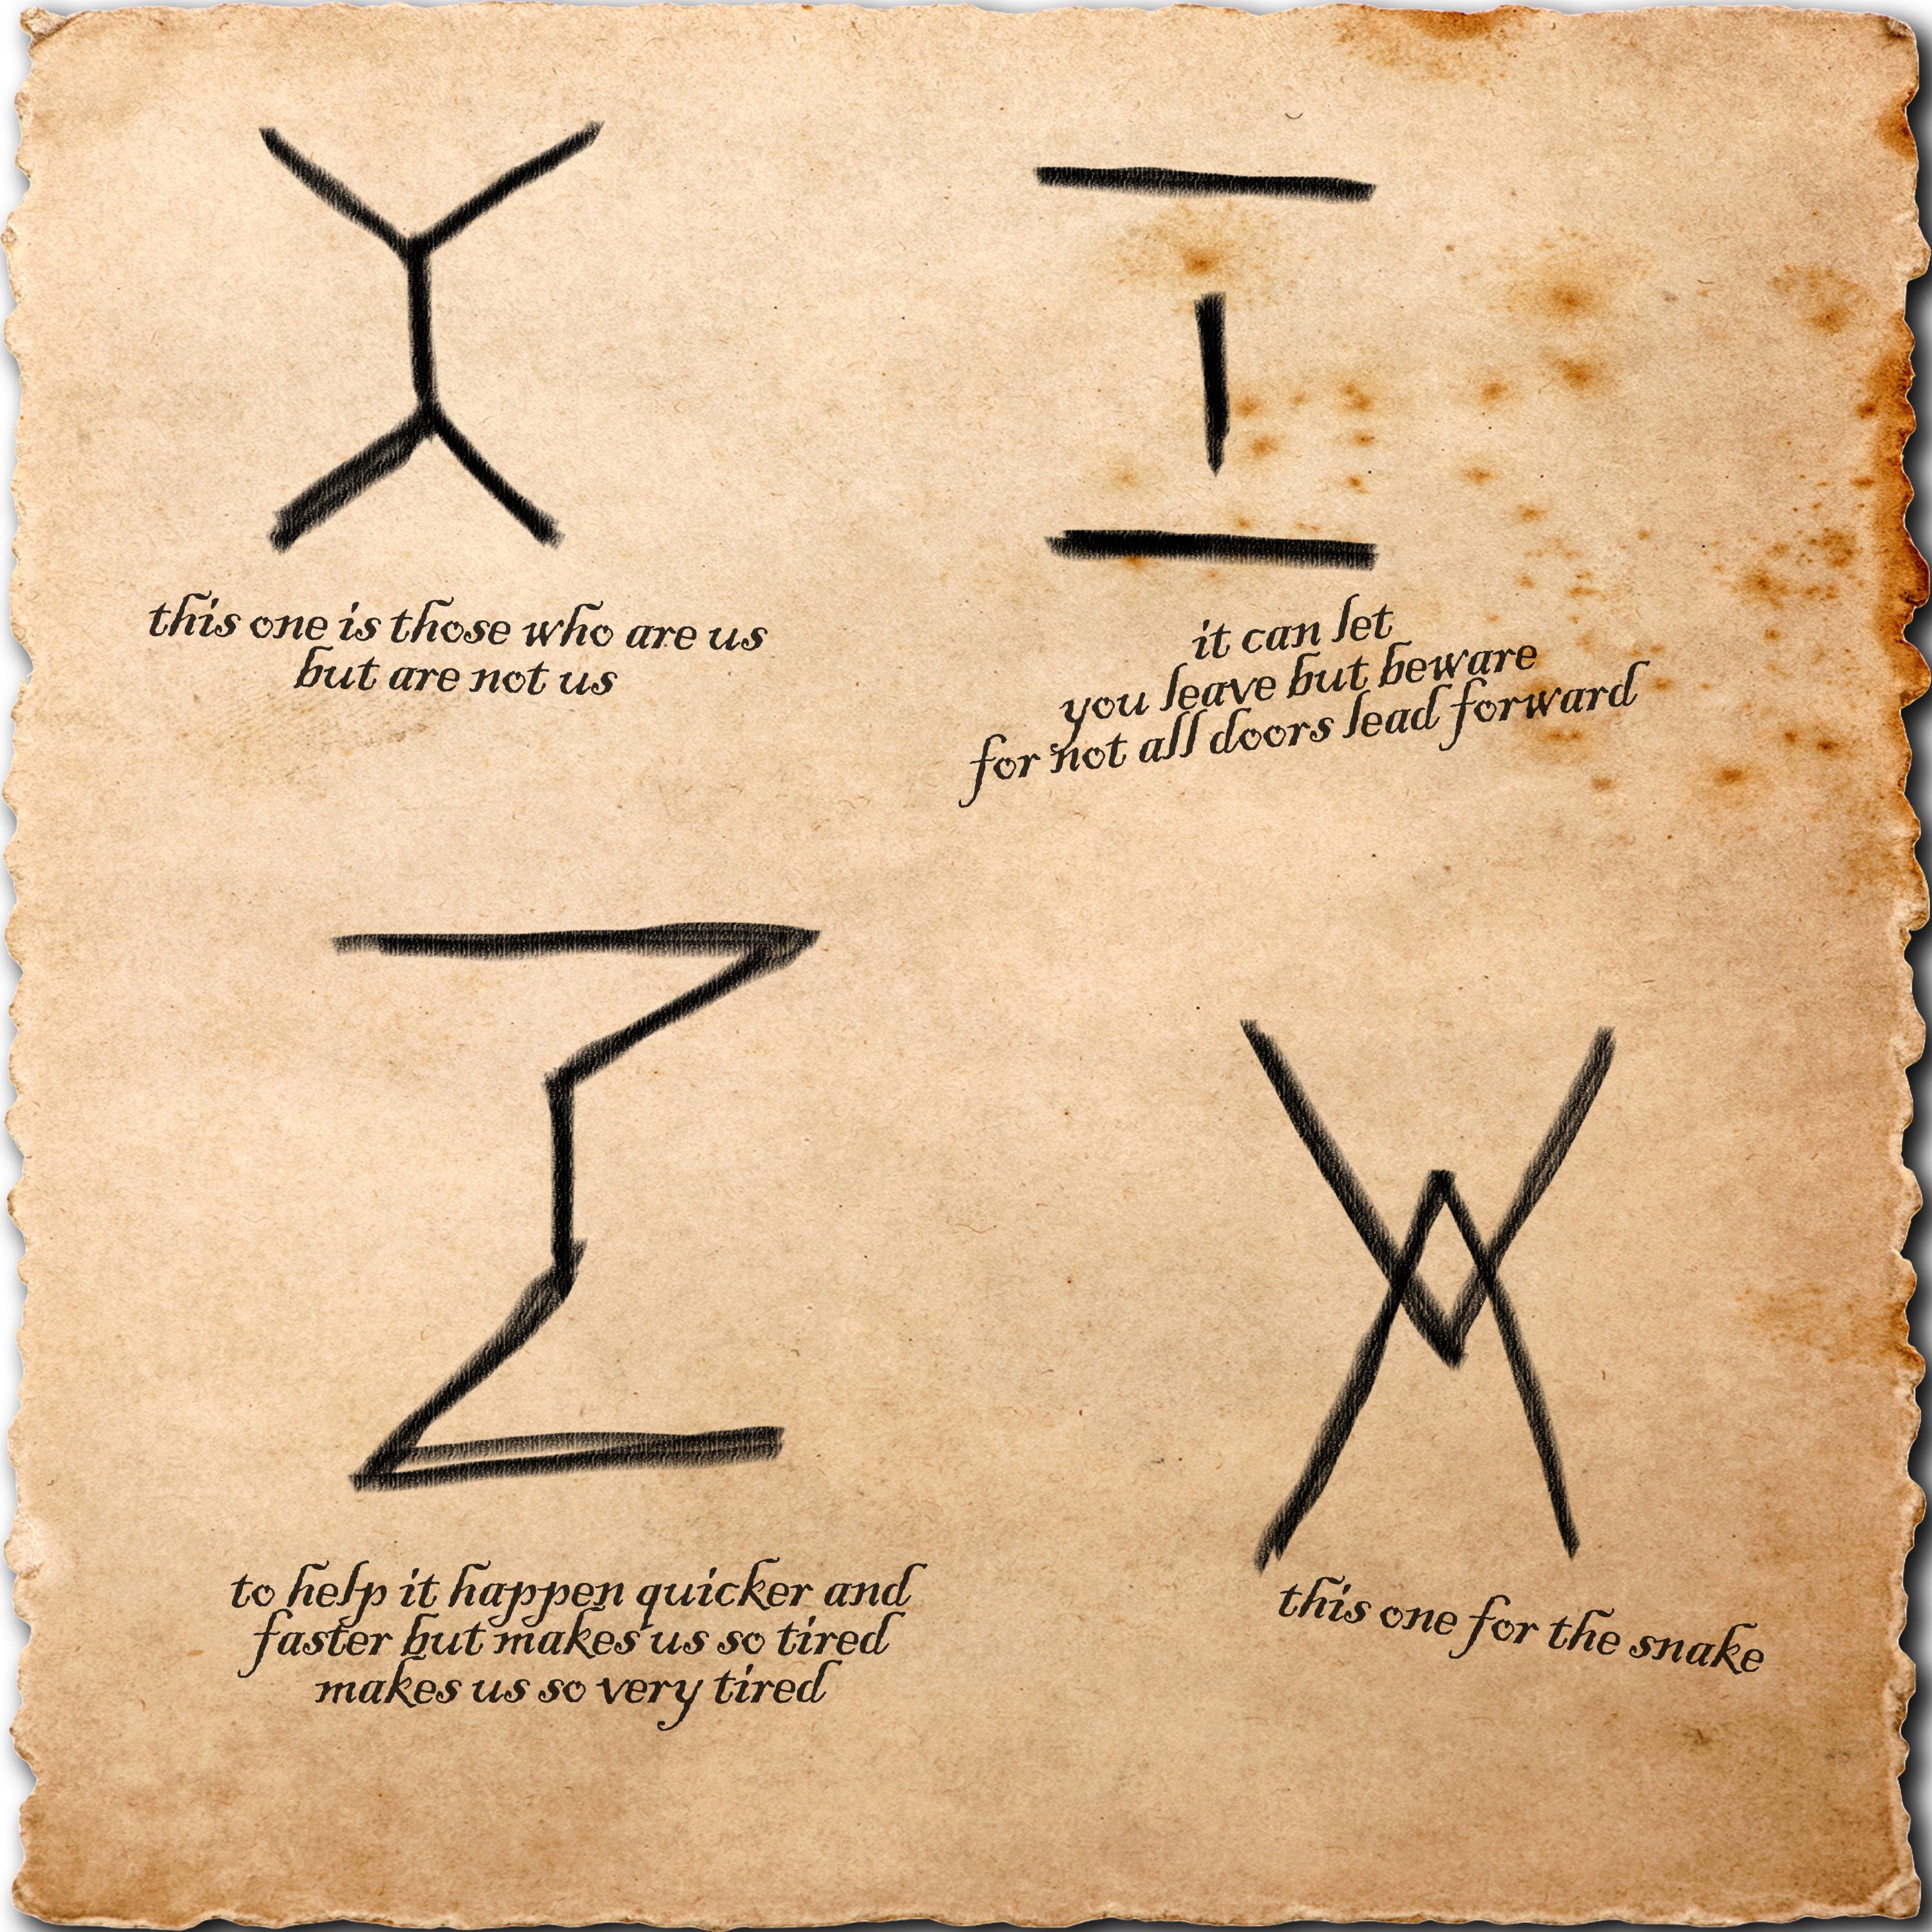 this one is those who are us
but are not us
it can let
you leave but beware
for not all doors lead forward
to help it happen quicker and
faster but makes us so tired
makes us so very tired
this one for the snake